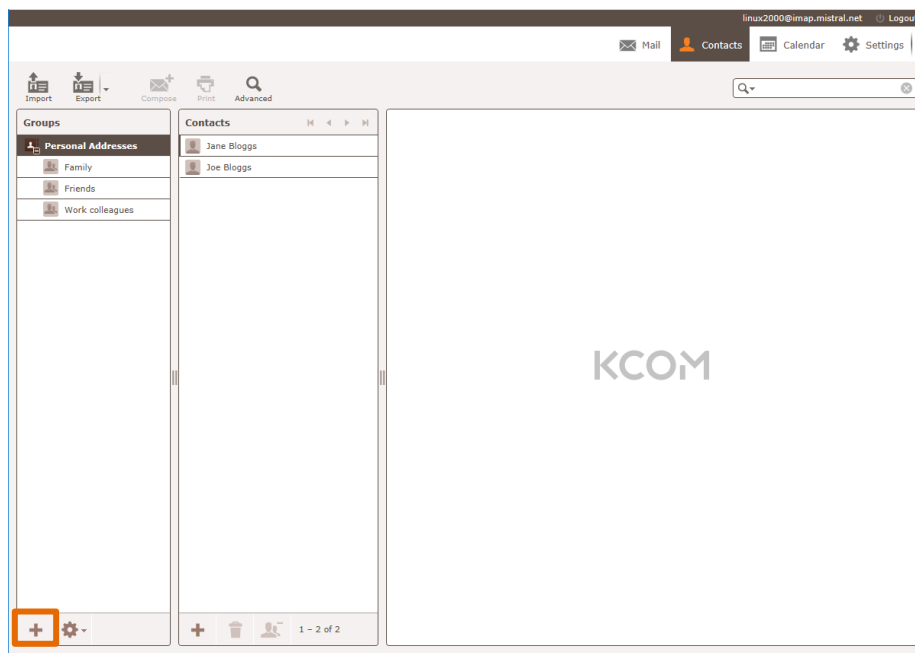 linux2000@imap.mistral.net Logout
Mail Contacts Calendar Settings
Import Export Compose Print Advanced
Groups
Personal Addresses
Family
Friends
Work colleagues
Contacts
Jane Bloggs
Joe Bloggs
1 – 2 of 2
KCOM